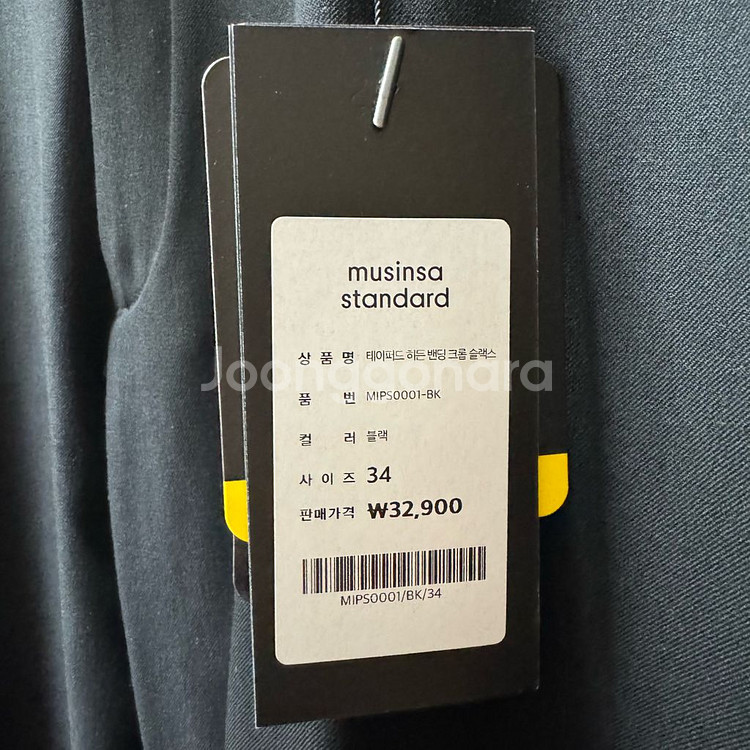 musinsa
standard
상품명 테이퍼드 히든 밴딩 크롭 슬랙스
Joongonara
품번 MIPS0001-BK
컬러 블랙
사이즈 34
판매가격 ₩32,900
MIPS0001/BK/34